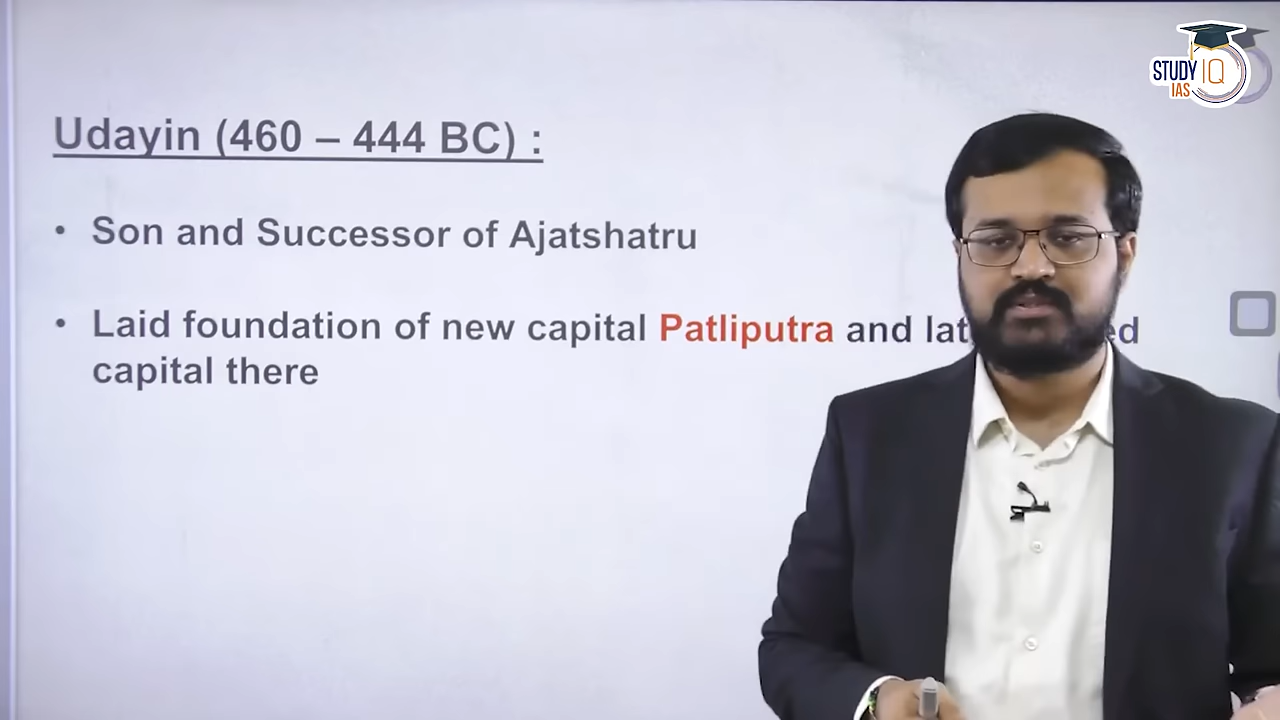 STUDY IQ
IAS
Udayin (460 – 444 BC) :
• Son and Successor of Ajatshatru
• Laid foundation of new capital Patliputra and
capital there